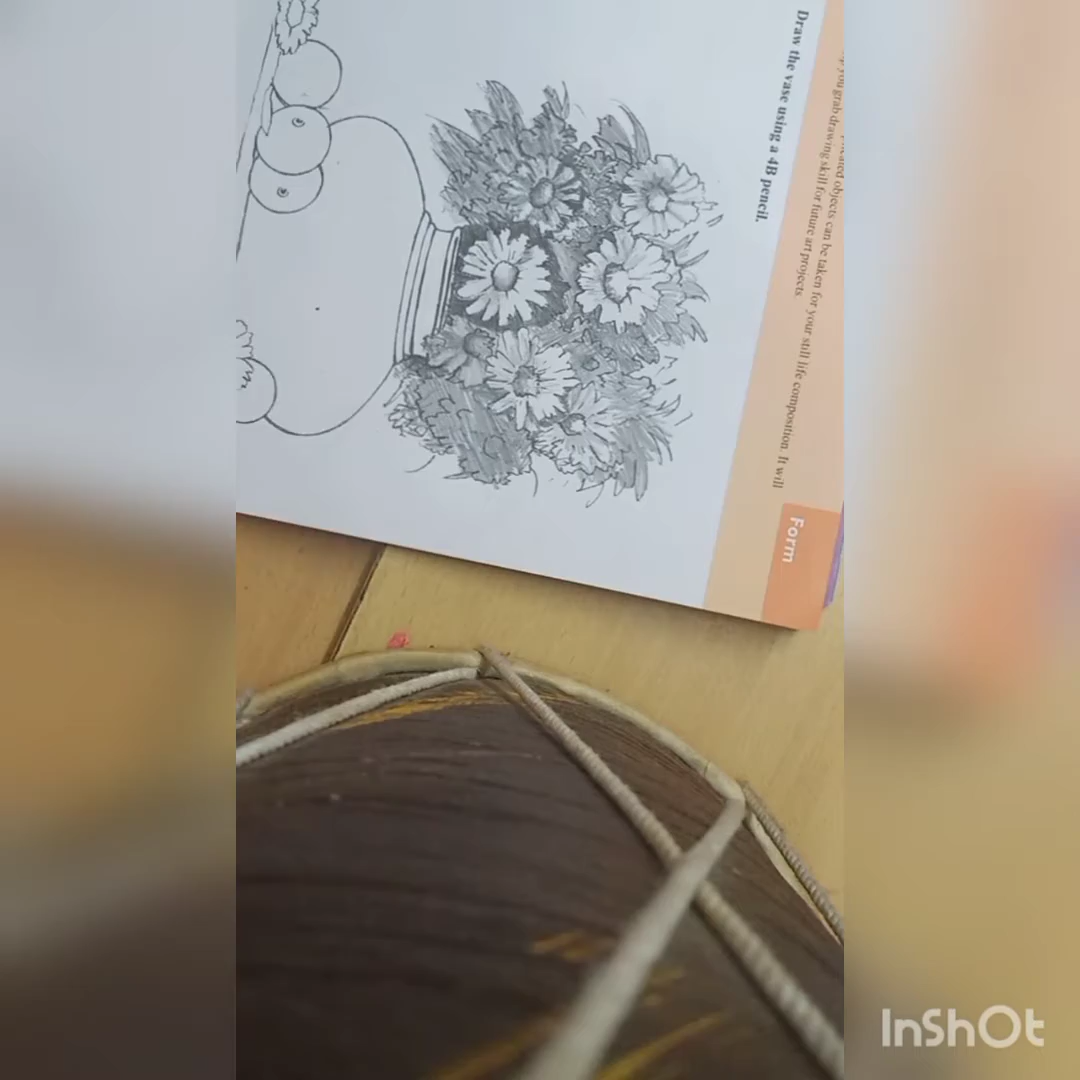 Form
related objects can be taken for your still life composition. It will
you grab drawing skill for future art projects.
Draw the vase using a 4B pencil.
InShOt